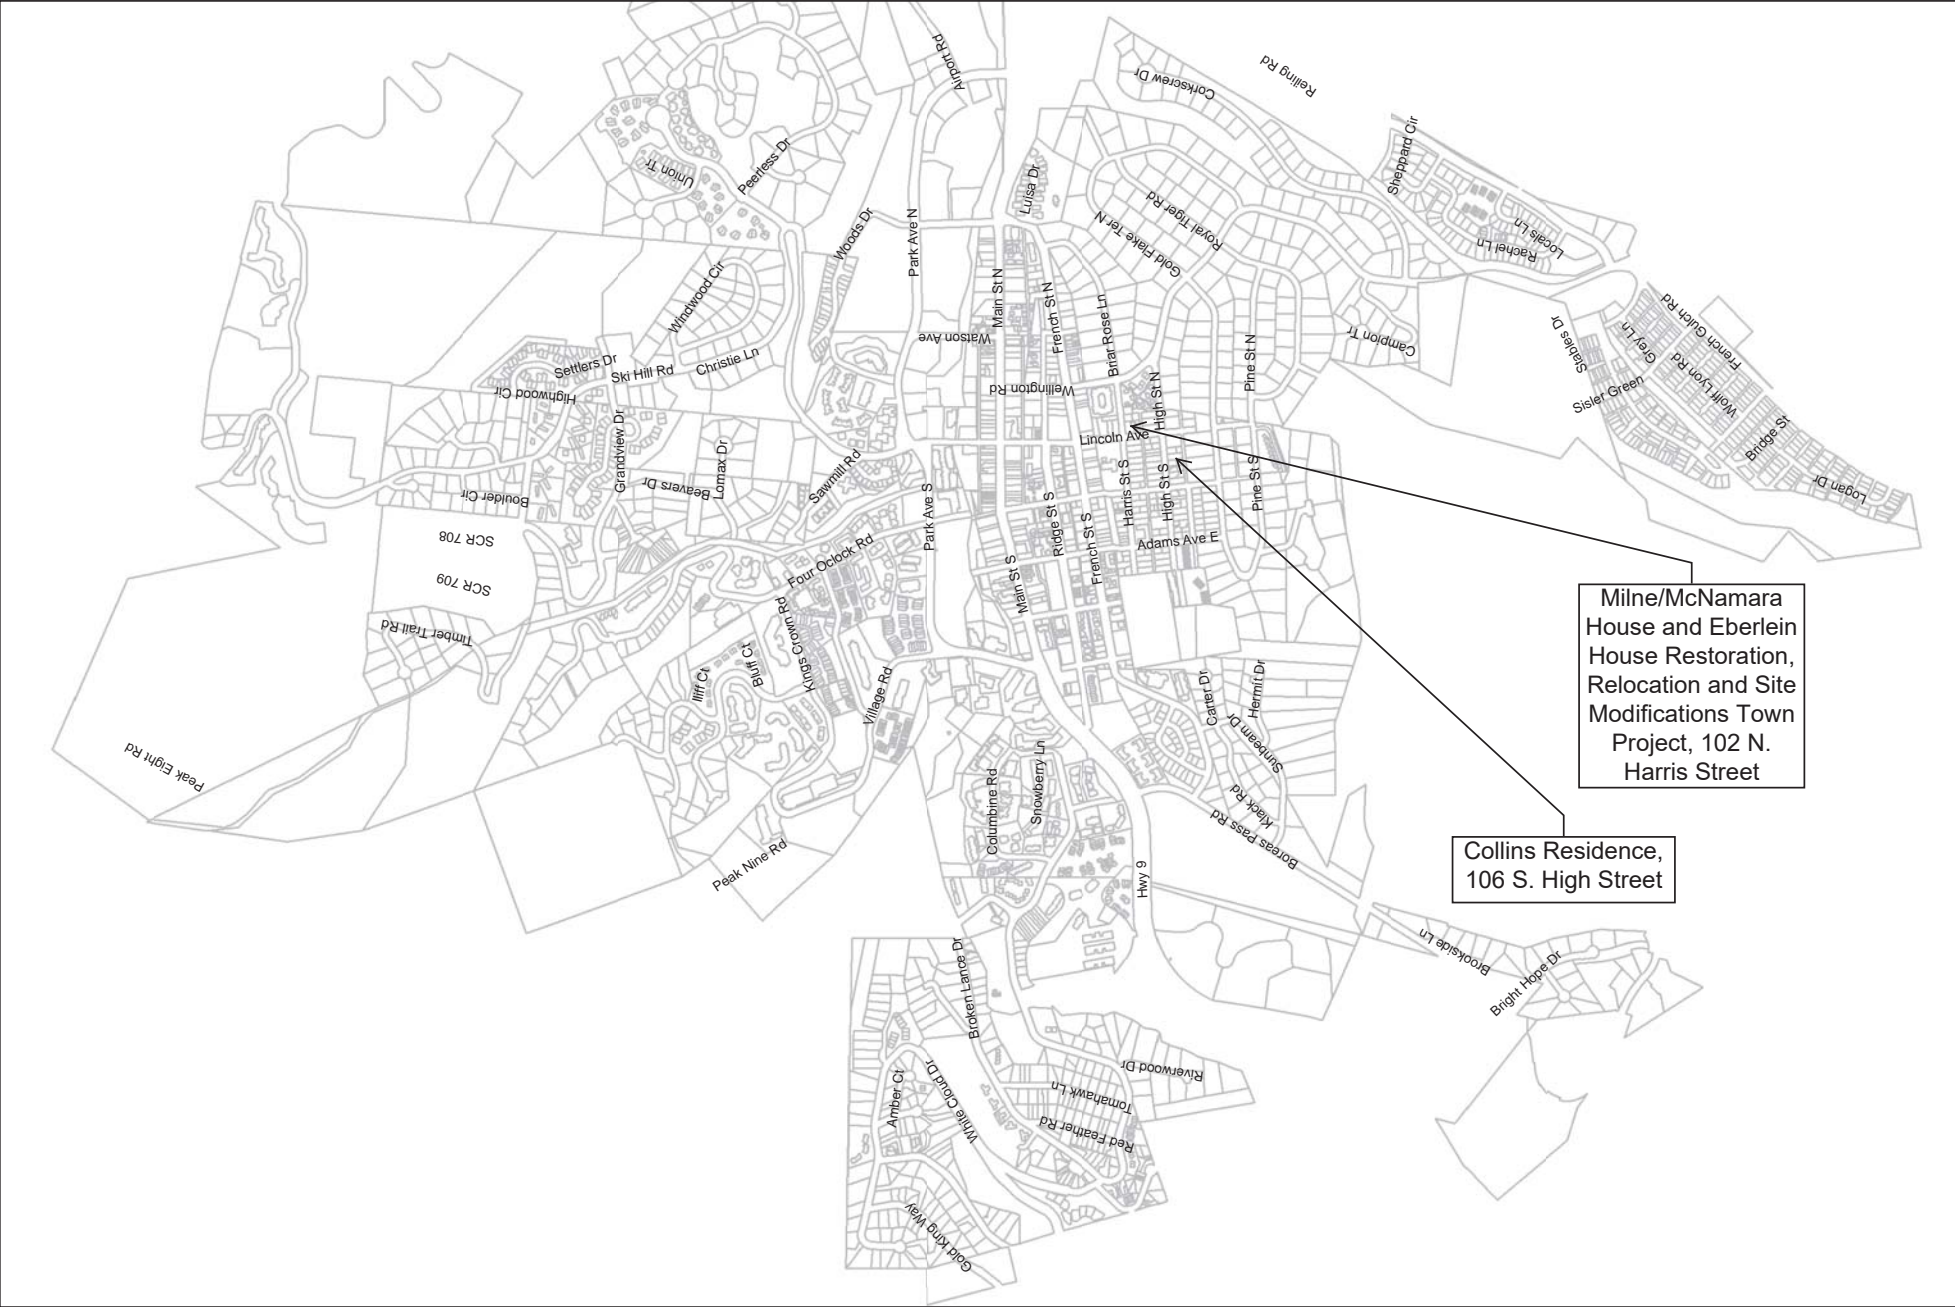 Airport Rd
Reiling Rd
Corkscrew Dr
Sheppard Cir
Union Tr
Peerless Dr
Luisa Dr
Royal Tiger Rd
Gold Flake Ter N
Locals Ln
Rachel Ln
Woods Dr
Park Ave N
Windwood Cir
Main St N
French St N
Briar Rose Ln
Watson Ave
Pine St N
Campion Tr
Stables Dr
Grey Ln
French Gulch Rd
Wolff Lyon Rd
Sisler Green
Bridge St
Logan Dr
Settlers Dr
Ski Hill Rd
Christie Ln
Highwood Cir
Wellington Rd
High St N
Lincoln Ave
Grandview Dr
Beavers Dr
Lomax Dr
Sawmill Rd
Boulder Cir
Park Ave S
Ridge St S
French St S
Harris St S
High St S
Pine St S
Adams Ave E
SCR 708
SCR 709
Four Oclock Rd
Main St S
Timber Trail Rd
Kings Crown Rd
Bluff Ct
Iliff Ct
Village Rd
Carter Dr
Hermit Dr
Sunbeam Dr
Klack Rd
Boreas Pass Rd
Peak Eight Rd
Peak Nine Rd
Columbine Rd
Snowberry Ln
Hwy 9
Milne/McNamara
House and Eberlein
House Restoration,
Relocation and Site
Modifications Town
Project, 102 N.
Harris Street
Collins Residence,
106 S. High Street
Brookside Ln
Bright Hope Dr
Broken Lance Dr
White Cloud Dr
Amber Ct
Riverwood Dr
Tomahawk Ln
Red Feather Rd
Gold King Way